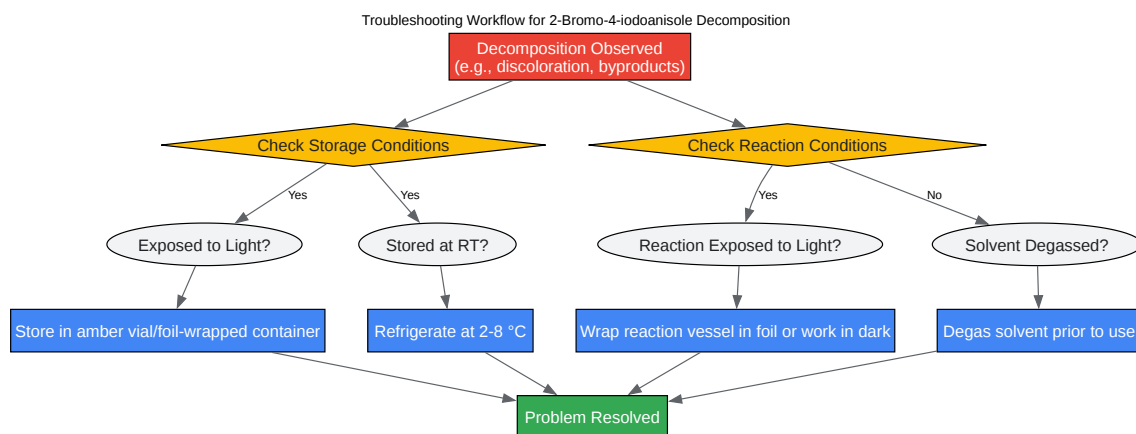 Troubleshooting Workflow for 2-Bromo-4-iodoanisole Decomposition
Decomposition Observed
(e.g., discoloration, byproducts)
Check Storage Conditions
Check Reaction Conditions
Yes
Yes
Yes
No
Exposed to Light?
Stored at RT?
Reaction Exposed to Light?
Solvent Degassed?
Store in amber vial/foil-wrapped container
Refrigerate at 2-8 °C
Wrap reaction vessel in foil or work in dark
Degas solvent prior to use
Problem Resolved